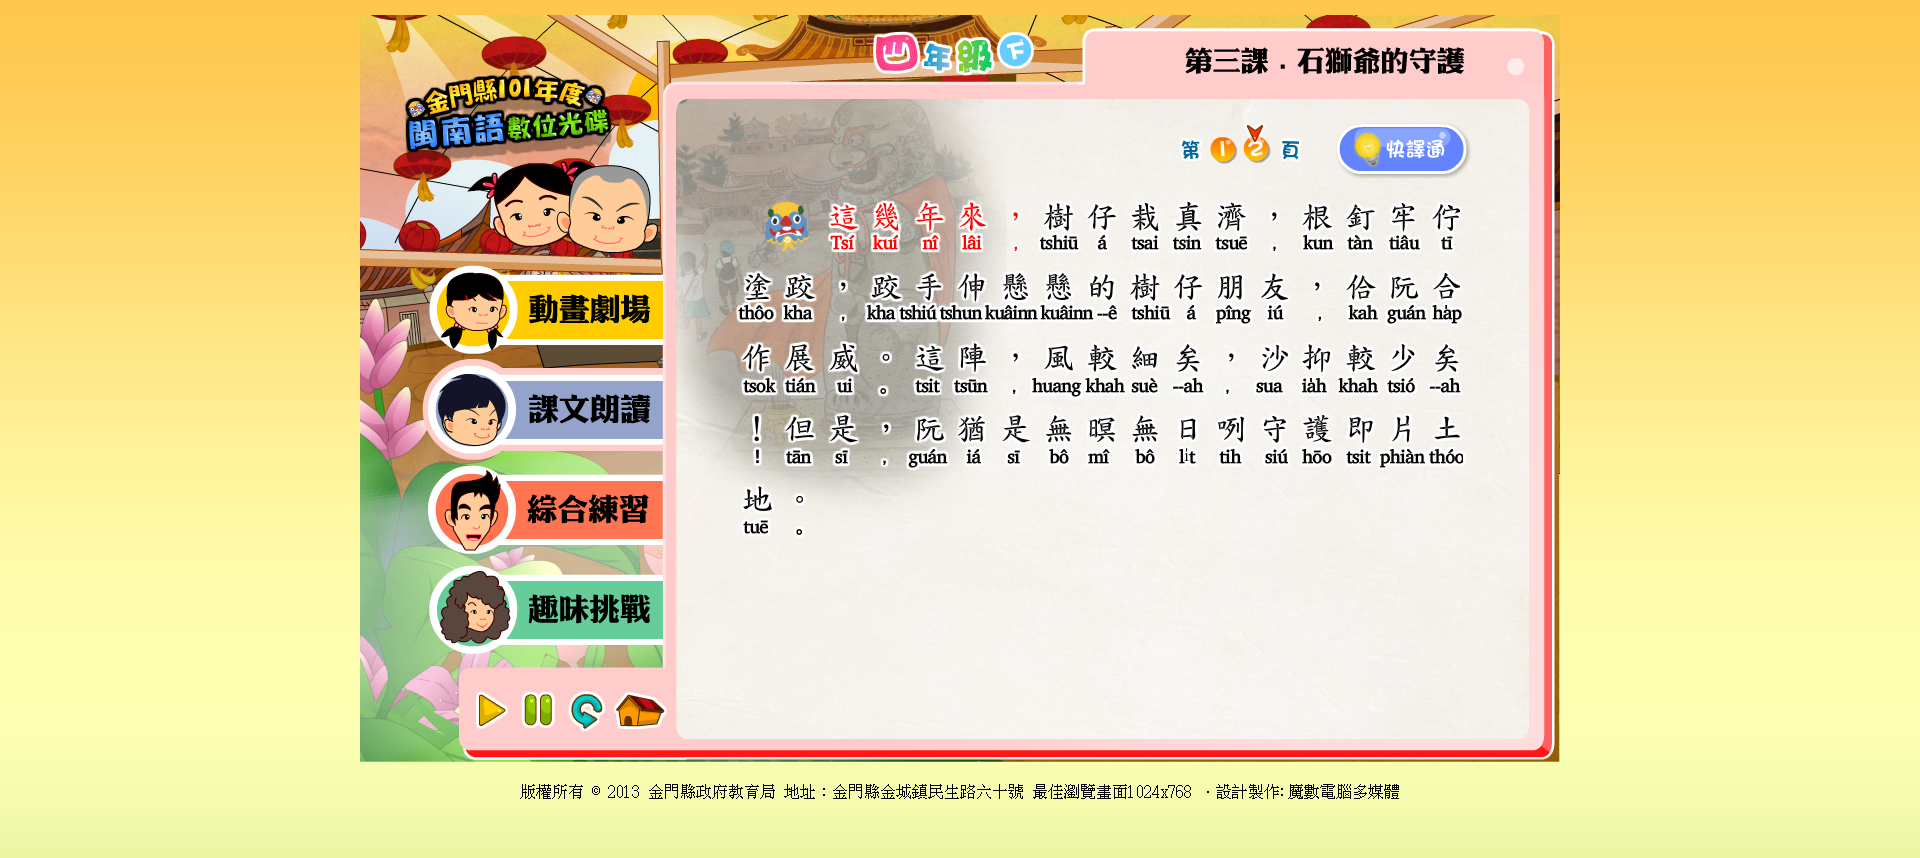 金門縣101年度
閩南語數位光碟
四年級下
第三課．石獅爺的守護
第 1 2 頁
快譯通
動畫劇場
課文朗讀
綜合練習
趣味挑戰
這幾年來，樹仔栽真濟，根釘牢佇
Tsí kuí nî lâi , tshiū á tsai tsin tsuē , kun tàn tiâu tī
塗跤，跤手伸懸懸的樹仔朋友，佮阮合
thôo kha , kha tshiú tshun kuâinn kuâinn --ê tshiū á pîng iú , kah guán ha̍p
作展威。這陣，風較細矣，沙抑較少矣
tsok tián ui 。 tsit tsūn , huang khah suè --ah , sua ia̍h khah tsió --ah
！但是，阮猶是無暝無日咧守護即片土
! tān sī , guán iá sī bô mî bô li̍t tih siú hōo tsit phiàn thóo
地。
tuē 。
版權所有 © 2013 金門縣政府教育局 地址：金門縣金城鎮民生路六十號 最佳瀏覽畫面1024x768 ‧設計製作: 魔數電腦多媒體